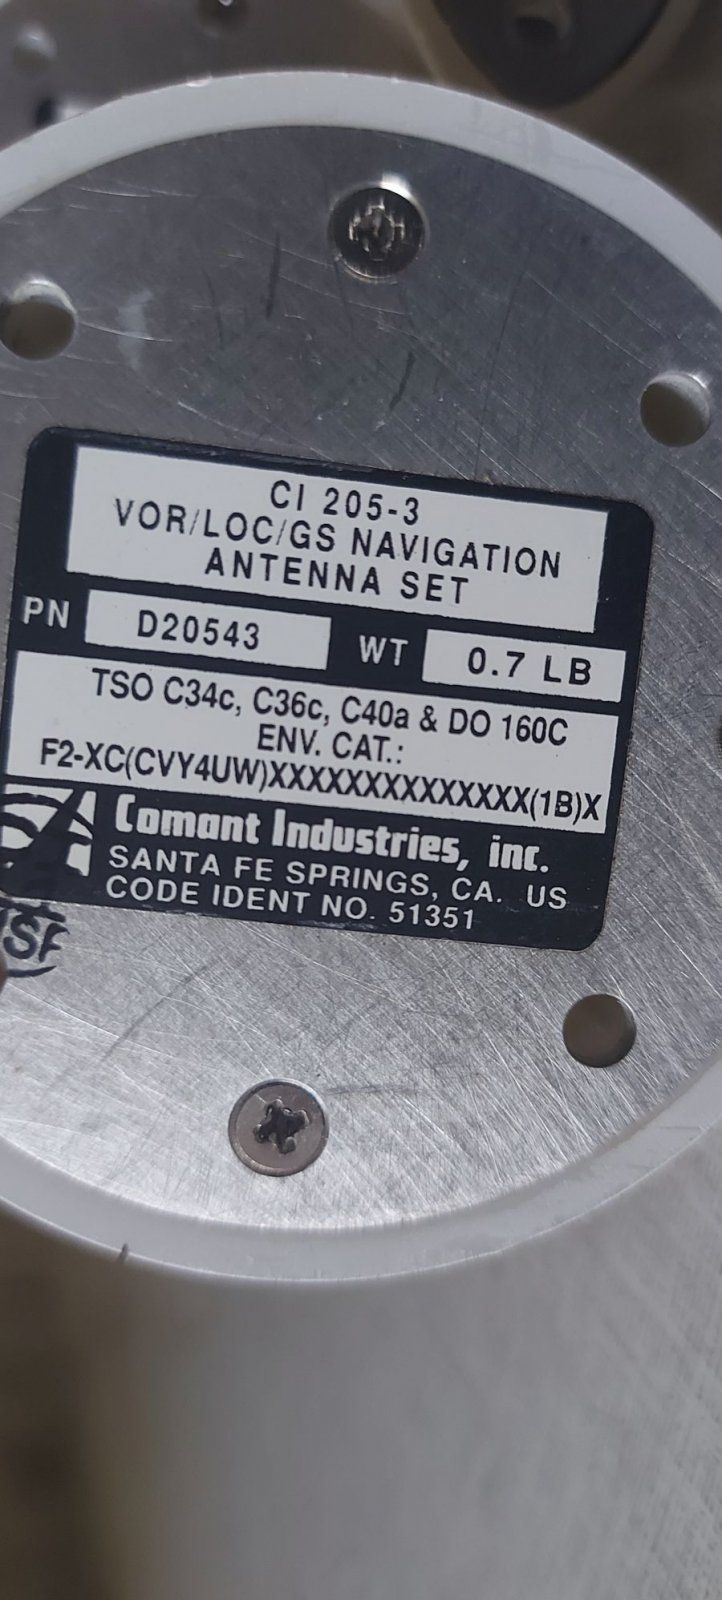 CI 205-3
VOR/LOC/GS NAVIGATION
ANTENNA SET
PN D20543 WT 0.7 LB
TSO C34c, C36c, C40a & DO 160C
ENV. CAT.:
F2-XC(CVY4UW)XXXXXXXXXXXXXX(1B)X
Comant Industries, inc.
SANTA FE SPRINGS, CA. US
CODE IDENT NO. 51351